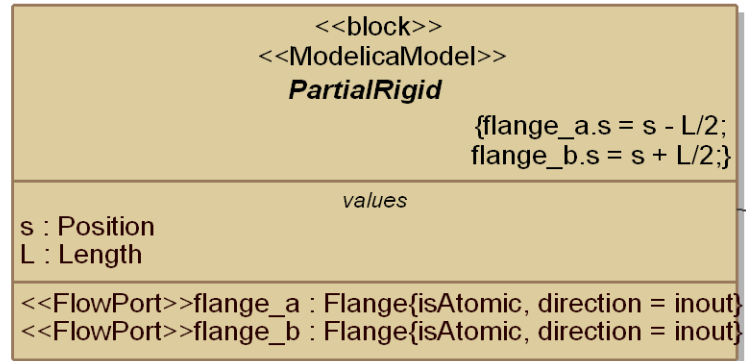 <<block>>
<<ModelicaModel>>
PartialRigid
{flange_a.s = s - L/2;
flange_b.s = s + L/2;}
values
s : Position
L : Length
<<FlowPort>>flange_a : Flange{isAtomic, direction = inout}
<<FlowPort>>flange_b : Flange{isAtomic, direction = inout}